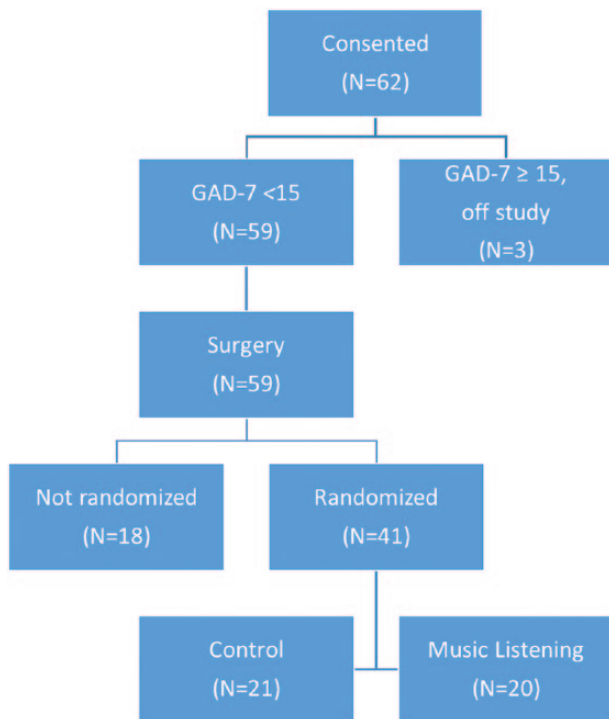 Consented
(N=62)
GAD-7 <15
(N=59)
GAD-7 ≥ 15,
off study
(N=3)
Surgery
(N=59)
Not randomized
(N=18)
Randomized
(N=41)
Control
(N=21)
Music Listening
(N=20)